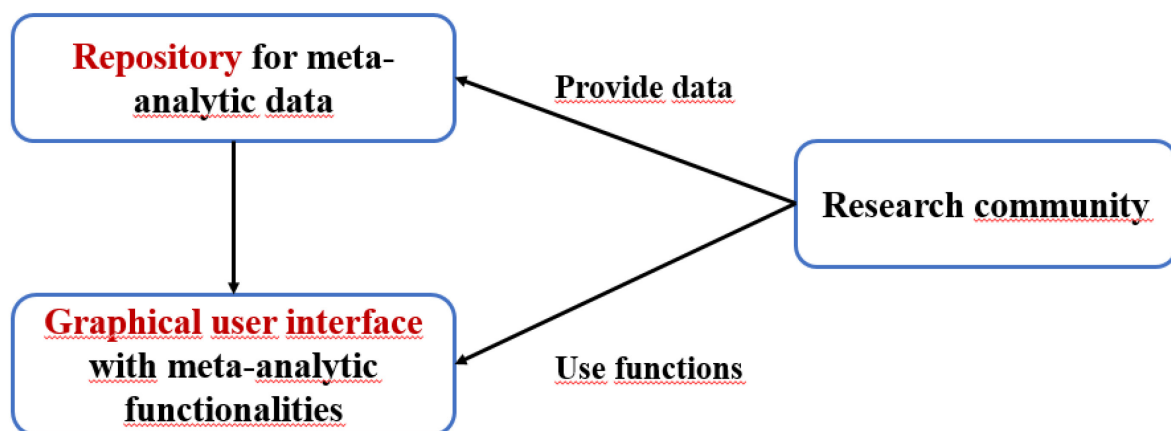 Repository for meta-
analytic data
Provide data
Research community
Graphical user interface
with meta-analytic
functionalities
Use functions